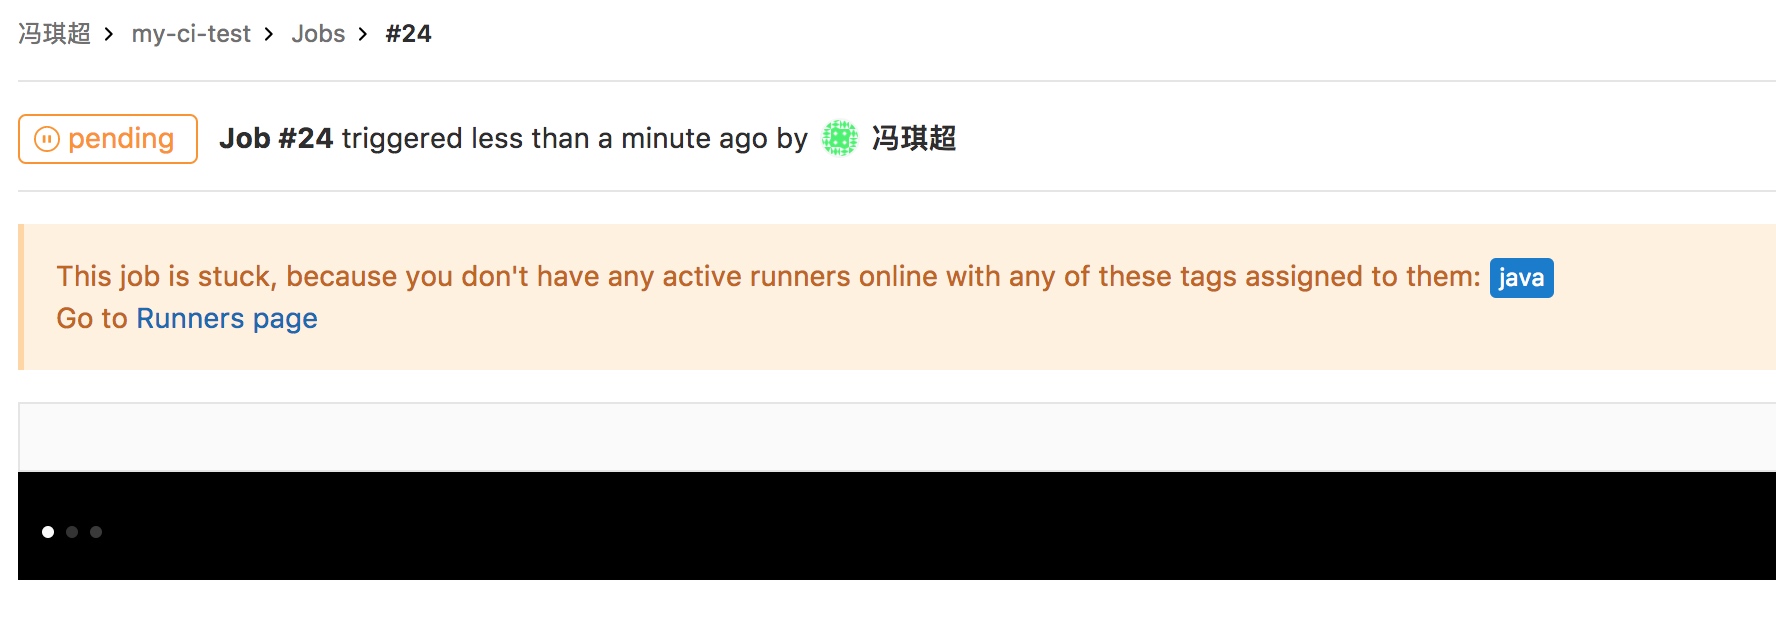 冯琪超 > my-ci-test > Jobs > #24
pending Job #24 triggered less than a minute ago by 冯琪超
This job is stuck, because you don't have any active runners online with any of these tags assigned to them: java
Go to Runners page